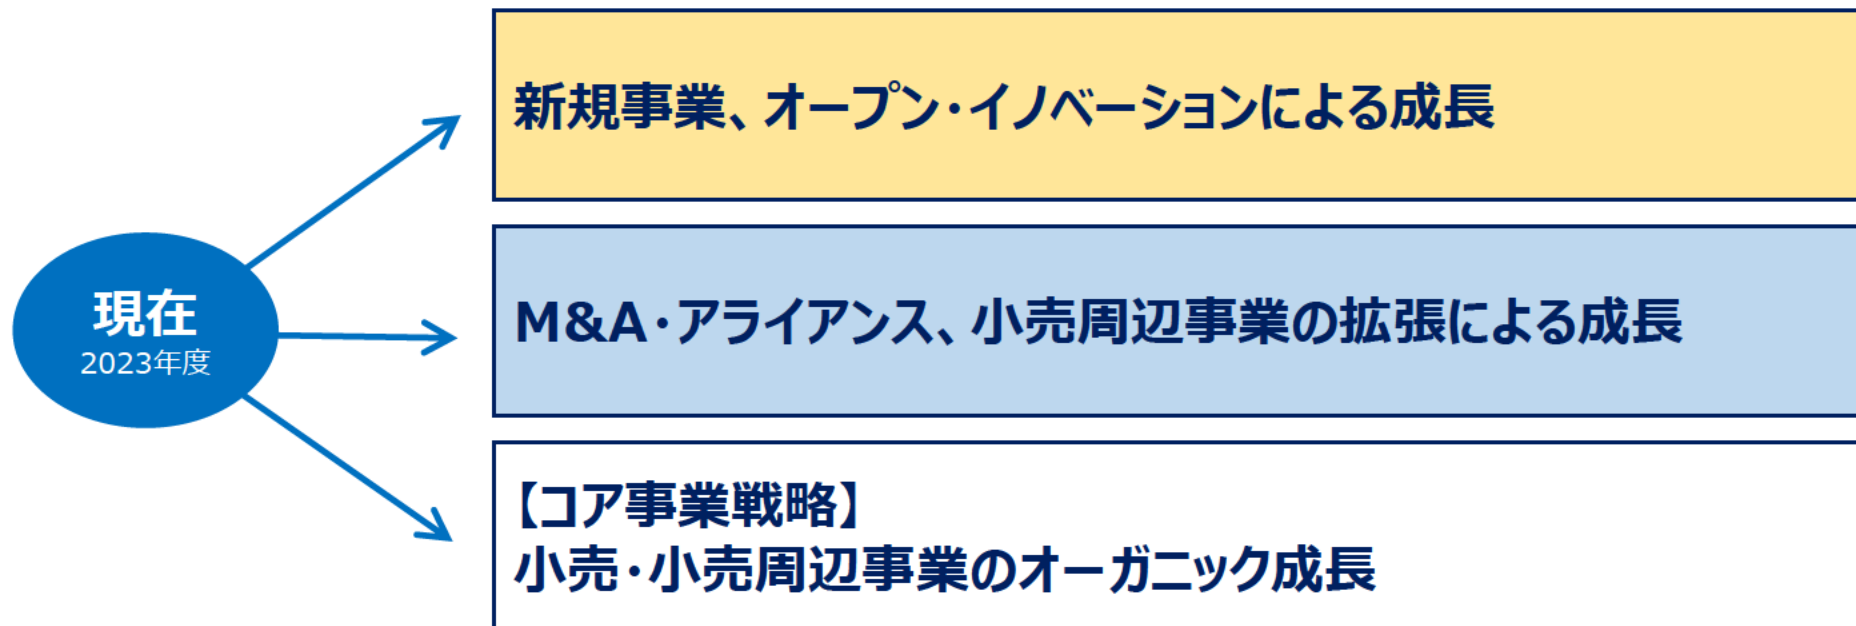 新規事業、オープン・イノベーションによる成長
現在
2023年度
M&A・アライアンス、小売周辺事業の拡張による成長
【コア事業戦略】
小売・小売周辺事業のオーガニック成長